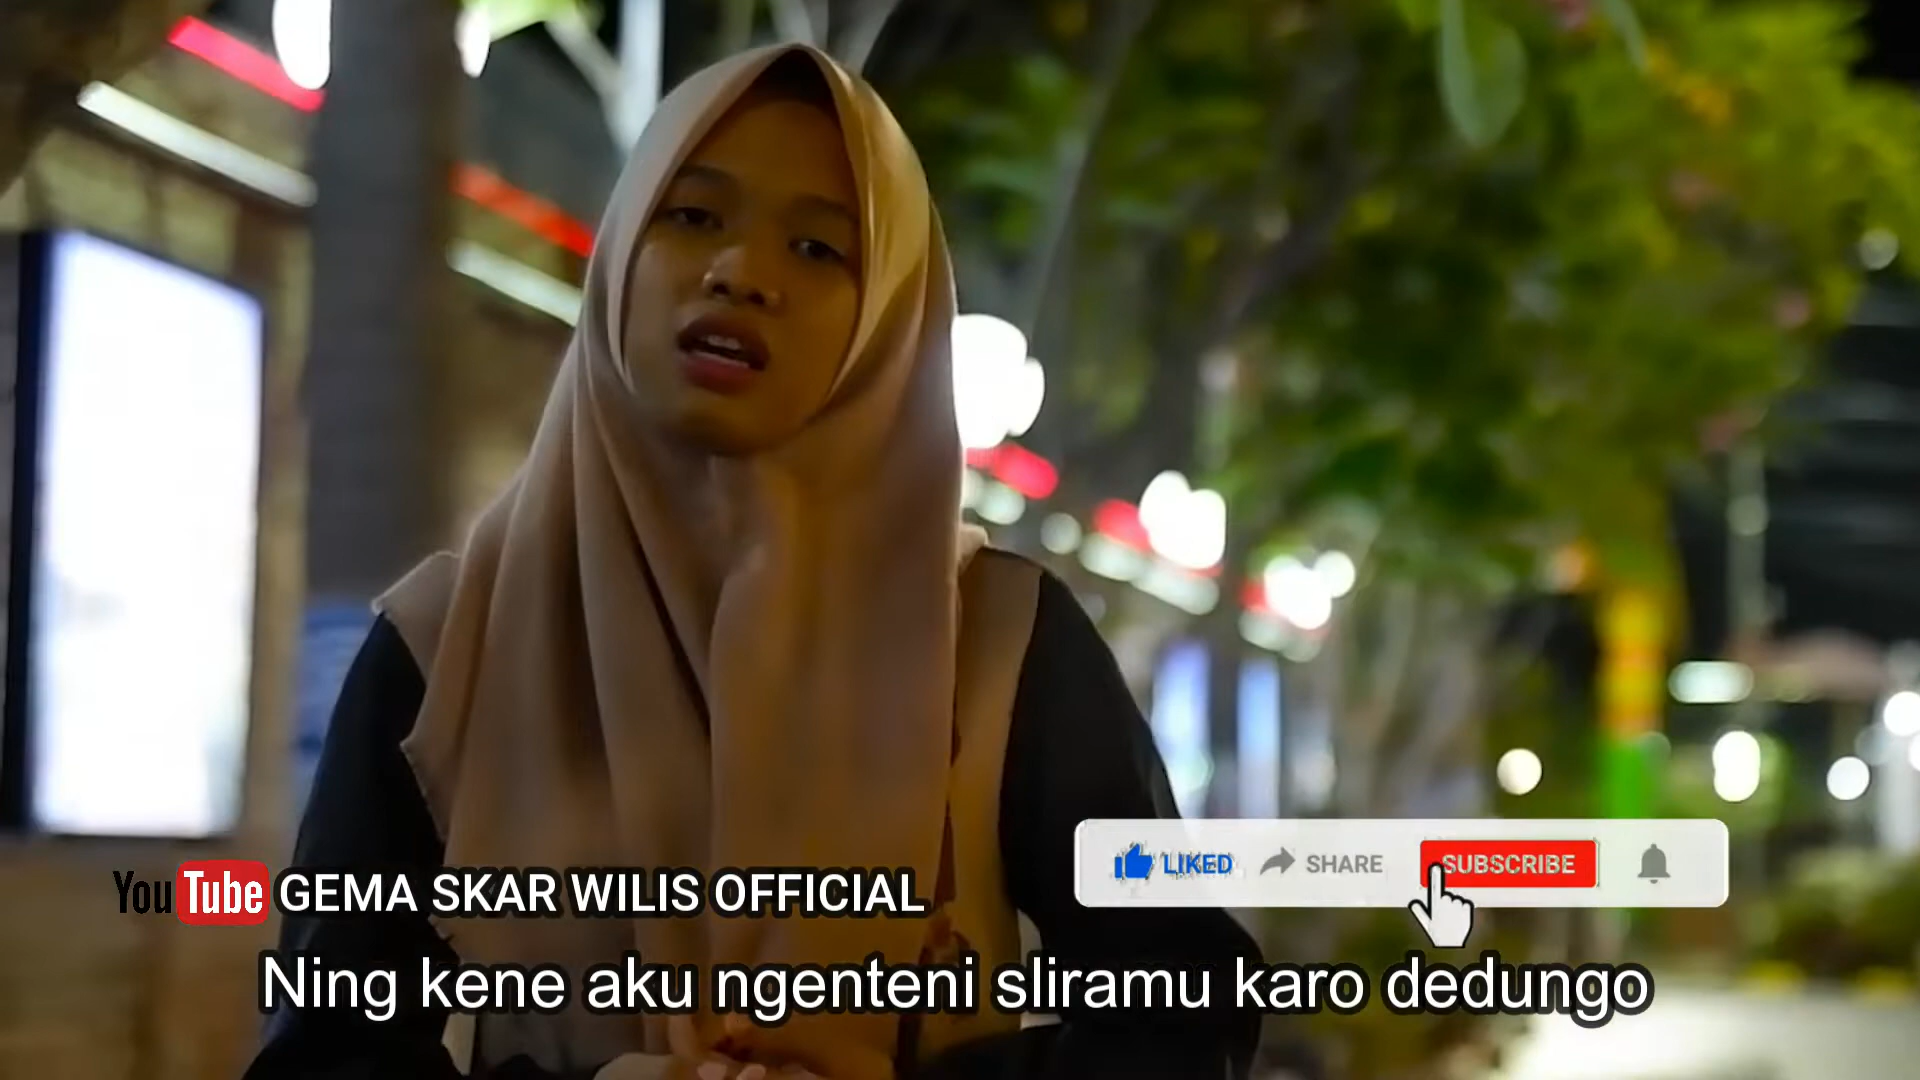 YouTube GEMA SKAR WILIS OFFICIAL
LIKED SHARE SUBSCRIBE
Ning kene aku ngenteni sliramu karo dedungo